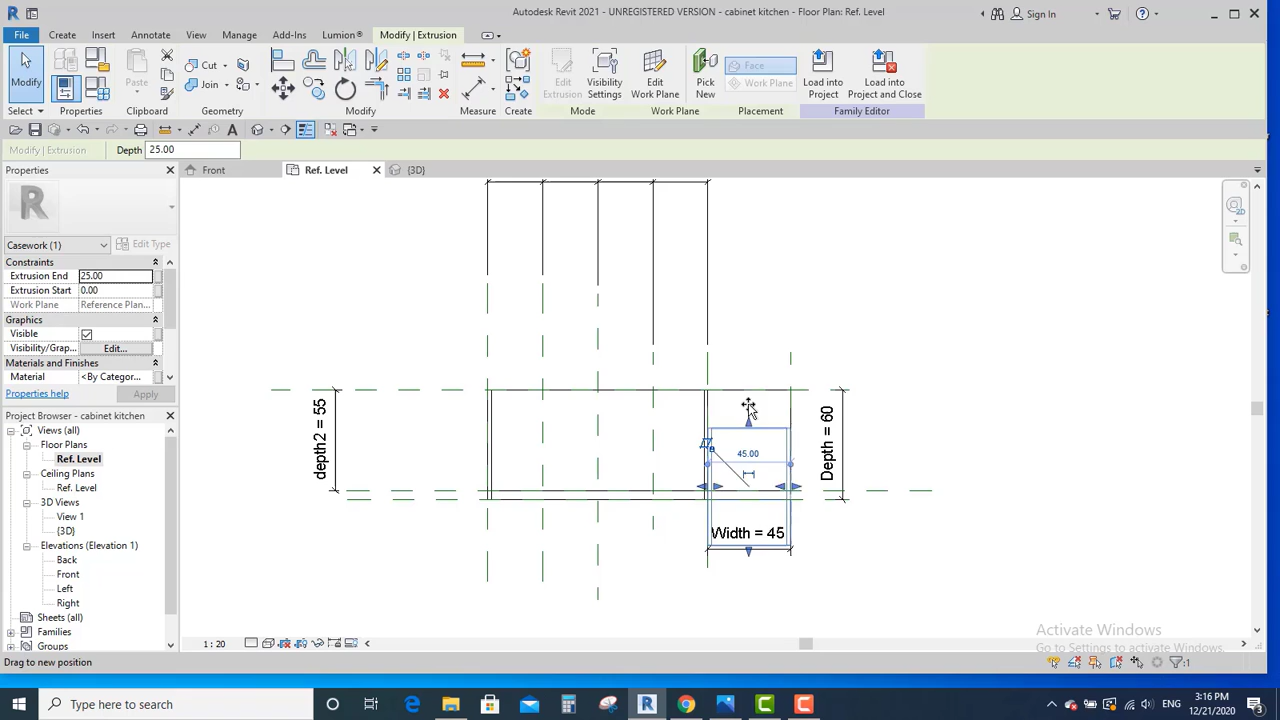 Autodesk Revit 2021 - UNREGISTERED VERSION - cabinet kitchen - Floor Plan: Ref. Level
Sign In
File Create Insert Annotate View Manage Add-Ins Lumion® Modify | Extrusion
Modify
Paste
Cut
Join
Edit Extrusion
Visibility Settings
Edit Work Plane
Pick New
Face
Work Plane
Load into Project
Load into Project and Close
Select Properties Clipboard Geometry Modify Measure Create Mode Work Plane Placement Family Editor
Modify | Extrusion Depth 25.00
Properties
Front
Ref. Level
{3D}
Casework (1)
Edit Type
Constraints
Extrusion End 25.00
Extrusion Start 0.00
Work Plane Reference Plan...
Graphics
Visible
Visibility/Grap... Edit...
Materials and Finishes
Material <By Categor...
Properties help
Apply
Project Browser - cabinet kitchen
Views (all)
Floor Plans
Ref. Level
Ceiling Plans
Ref. Level
3D Views
View 1
{3D}
Elevations (Elevation 1)
Back
Front
Left
Right
Sheets (all)
Families
Groups
depth2 = 55
45.00
Depth = 60
Width = 45
1 : 20
Activate Windows
Go to Settings to activate Windows.
Drag to new position
:1
Type here to search
3:16 PM
12/21/2020
3